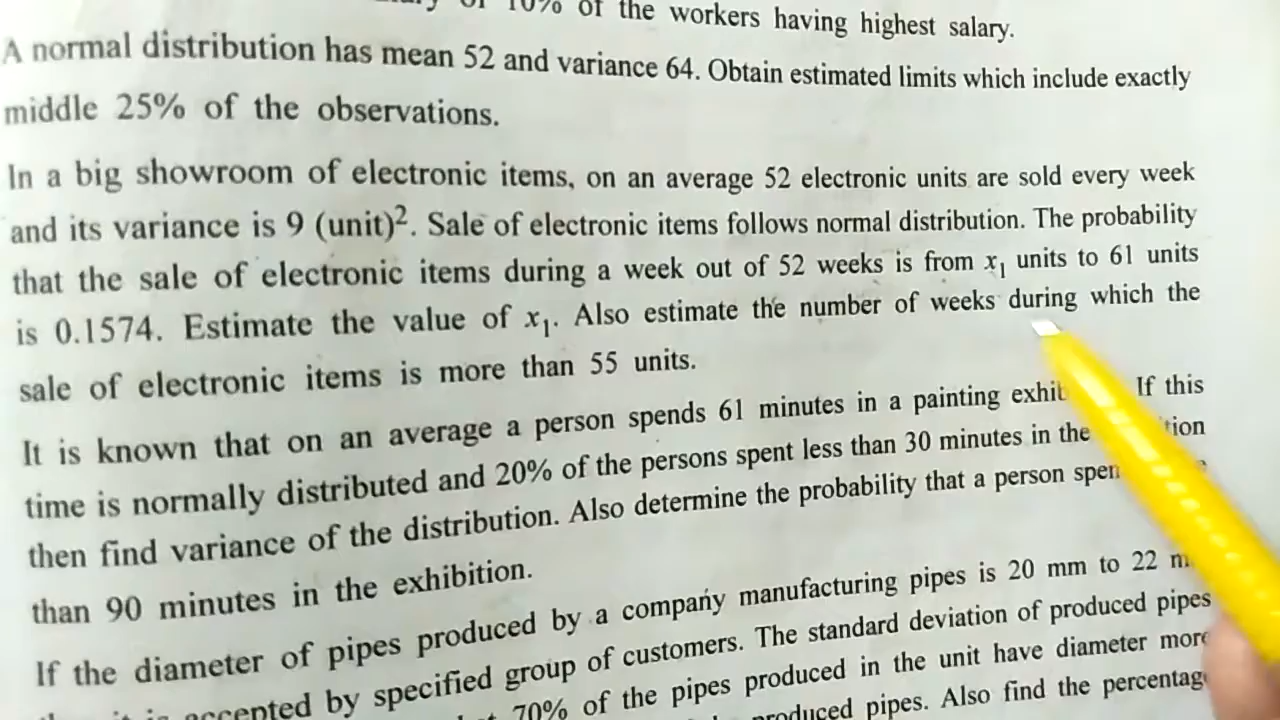 of 10% of the workers having highest salary.
A normal distribution has mean 52 and variance 64. Obtain estimated limits which include exactly
middle 25% of the observations.
In a big showroom of electronic items, on an average 52 electronic units are sold every week
and its variance is 9 (unit)². Sale of electronic items follows normal distribution. The probability
that the sale of electronic items during a week out of 52 weeks is from x₁ units to 61 units
is 0.1574. Estimate the value of x₁. Also estimate the number of weeks during which the
sale of electronic items is more than 55 units.
It is known that on an average a person spends 61 minutes in a painting If this
time is normally distributed and 20% of the persons spent less than 30 minutes in the
then find variance of the distribution. Also determine the probability that a person
than 90 minutes in the exhibition.
If the diameter of pipes produced by a company manufacturing pipes is 20 mm to 22
is accepted by specified group of customers. The standard deviation of produced pipes
70% of the pipes produced in the unit have diameter more
produced pipes. Also find the